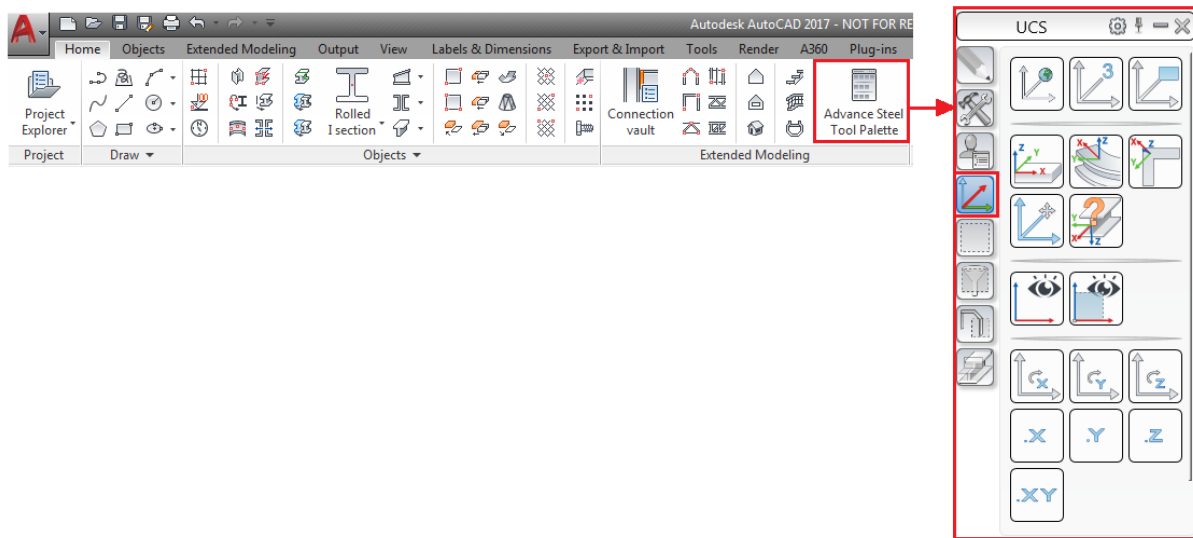 Autodesk AutoCAD 2017 - NOT FOR RE
Home Objects Extended Modeling Output View Labels & Dimensions Export & Import Tools Render A360 Plug-ins
Project
Explorer
Rolled
I section
Connection
vault
Advance Steel
Tool Palette
Project Draw Objects Extended Modeling
UCS
3
Z Y X
X Z Y
X Z Y
Y X Z
X Y Z
.X .Y .Z
.XY